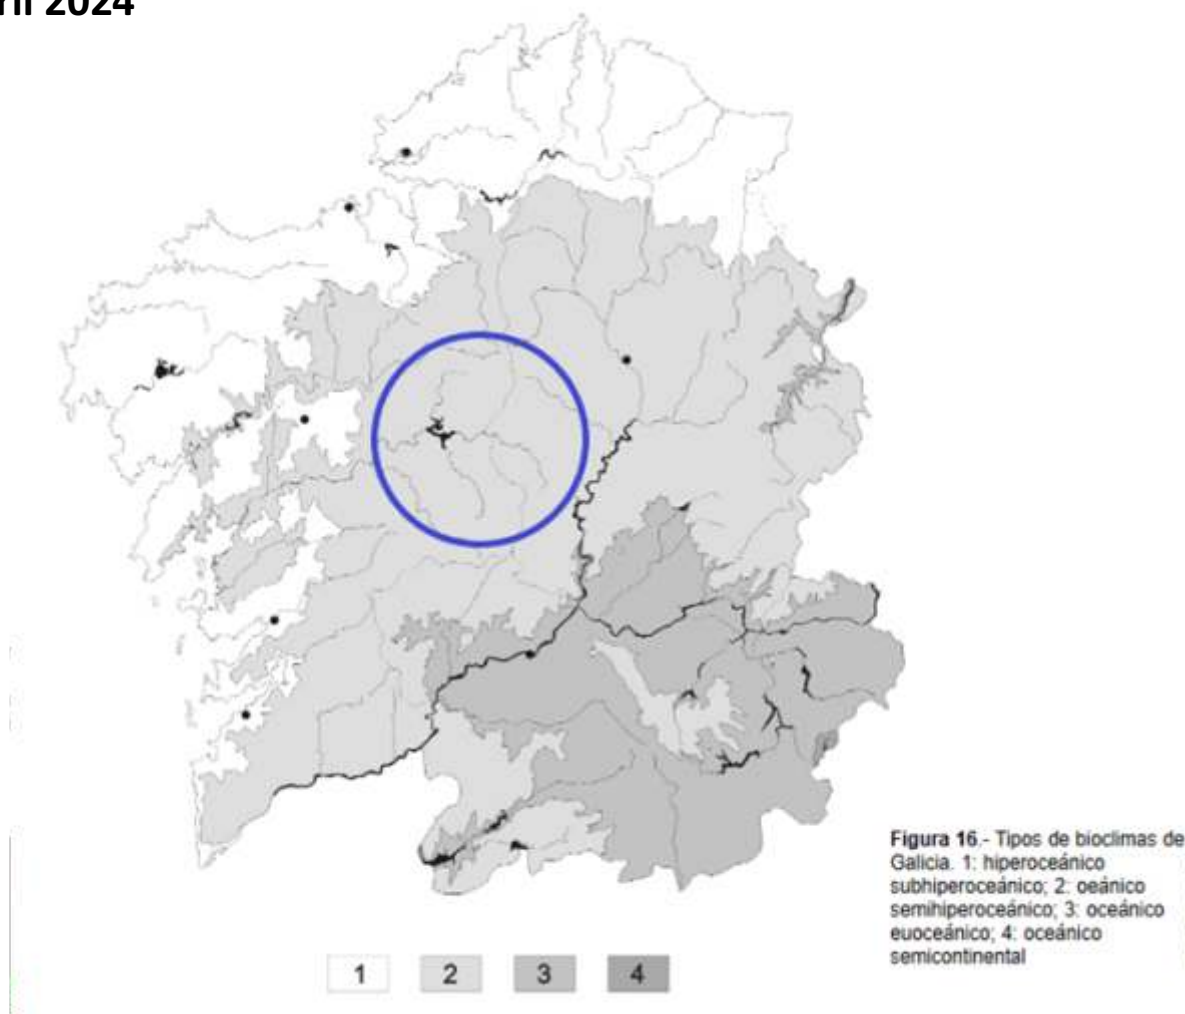 ril 2024
Figura 16.- Tipos de bioclimas de
Galicia. 1: hiperoceánico
subhiperoceánico; 2: oeánico
semihiperoceánico; 3: oceánico
euoceánico; 4: oceánico
semicontinental
1 2 3 4